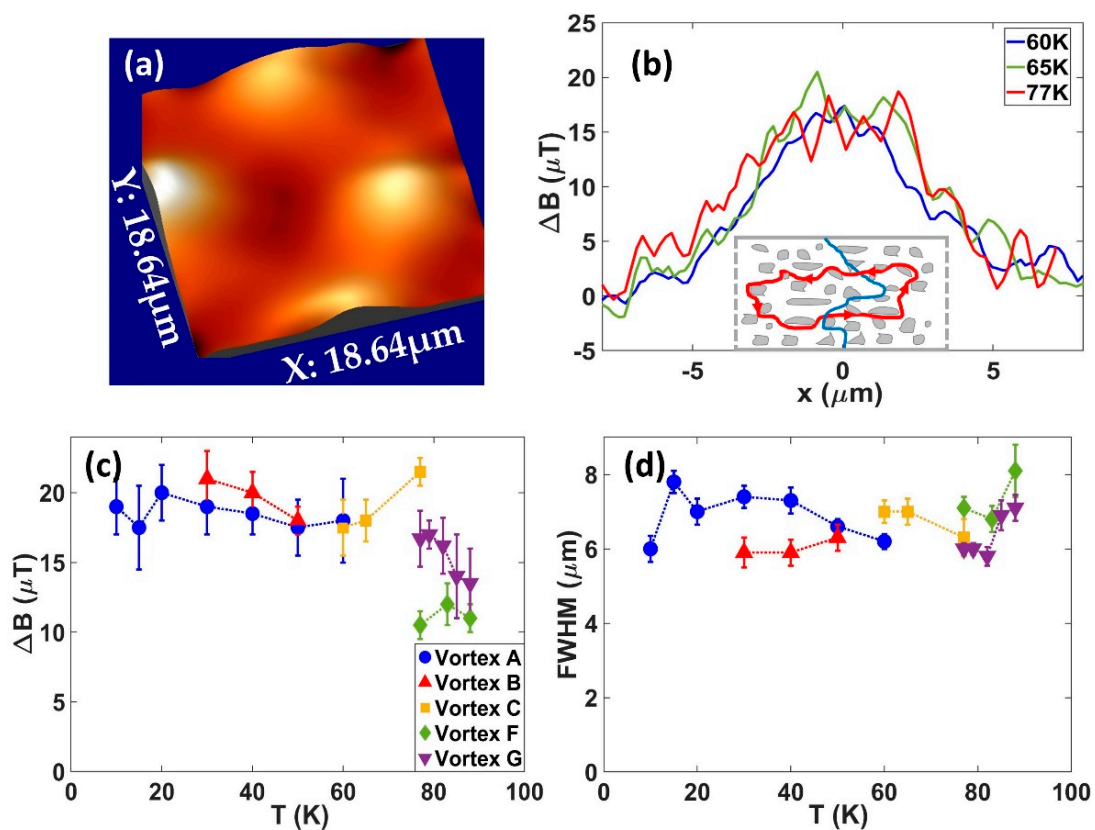 (a)
Y: 18.64μm
X: 18.64μm
(b)
60K
65K
77K
25
20
15
10
5
0
-5
ΔB (μT)
-5
0
5
x (μm)
(c)
20
15
10
5
0
ΔB (μT)
Vortex A
Vortex B
Vortex C
Vortex F
Vortex G
0
20
40
60
80
100
T (K)
(d)
8
6
4
2
0
FWHM (μm)
0
20
40
60
80
100
T (K)